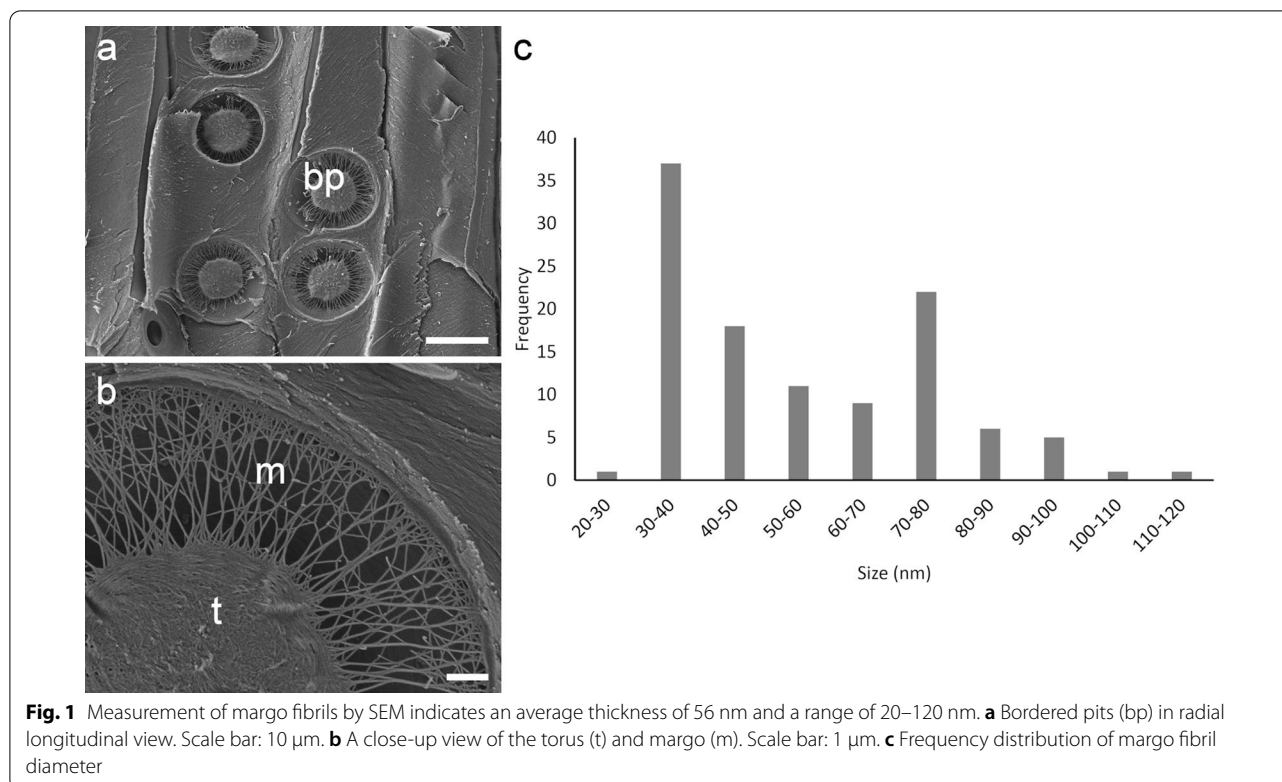 a
bp
b
m
t
c
40
35
30
25
20
15
10
5
0
Frequency
20-30
30-40
40-50
50-60
60-70
70-80
80-90
90-100
100-110
110-120
Size (nm)
Fig. 1 Measurement of margo fibrils by SEM indicates an average thickness of 56 nm and a range of 20–120 nm. a Bordered pits (bp) in radial
longitudinal view. Scale bar: 10 µm. b A close-up view of the torus (t) and margo (m). Scale bar: 1 µm. c Frequency distribution of margo fibril
diameter